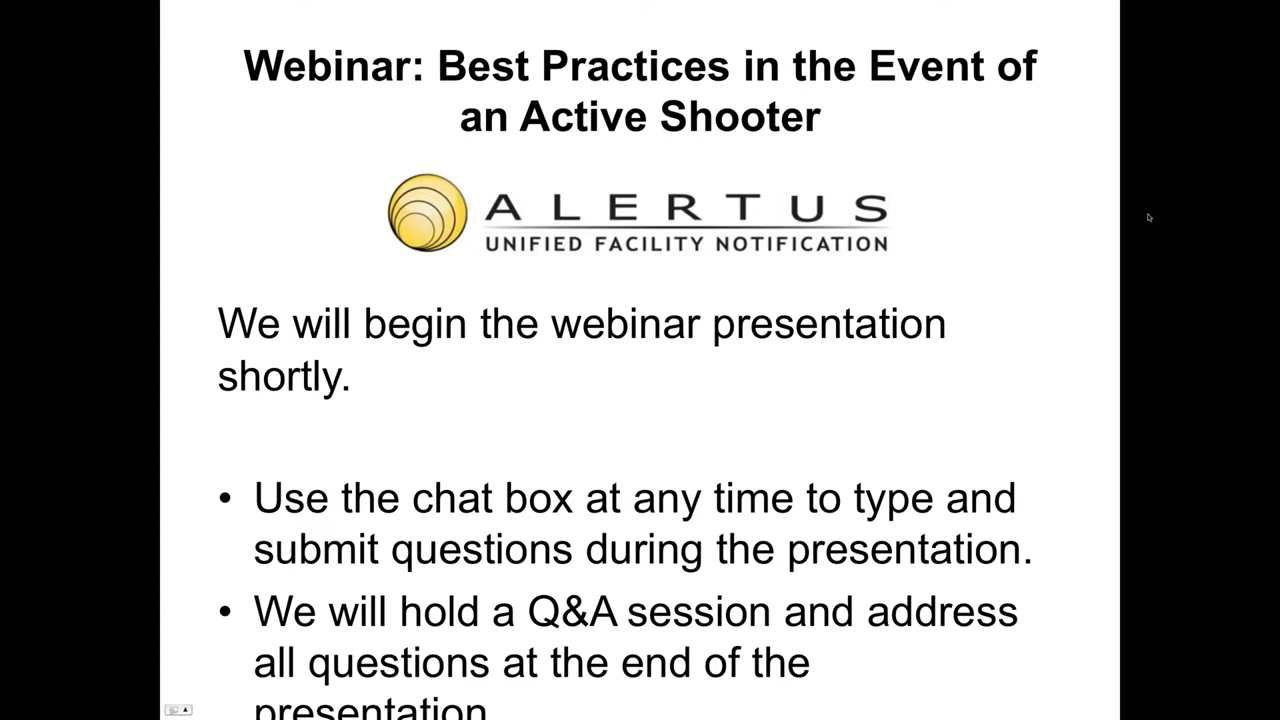 Webinar: Best Practices in the Event of
an Active Shooter
ALERTUS
UNIFIED FACILITY NOTIFICATION
We will begin the webinar presentation
shortly.
• Use the chat box at any time to type and
submit questions during the presentation.
• We will hold a Q&A session and address
all questions at the end of the
presentation